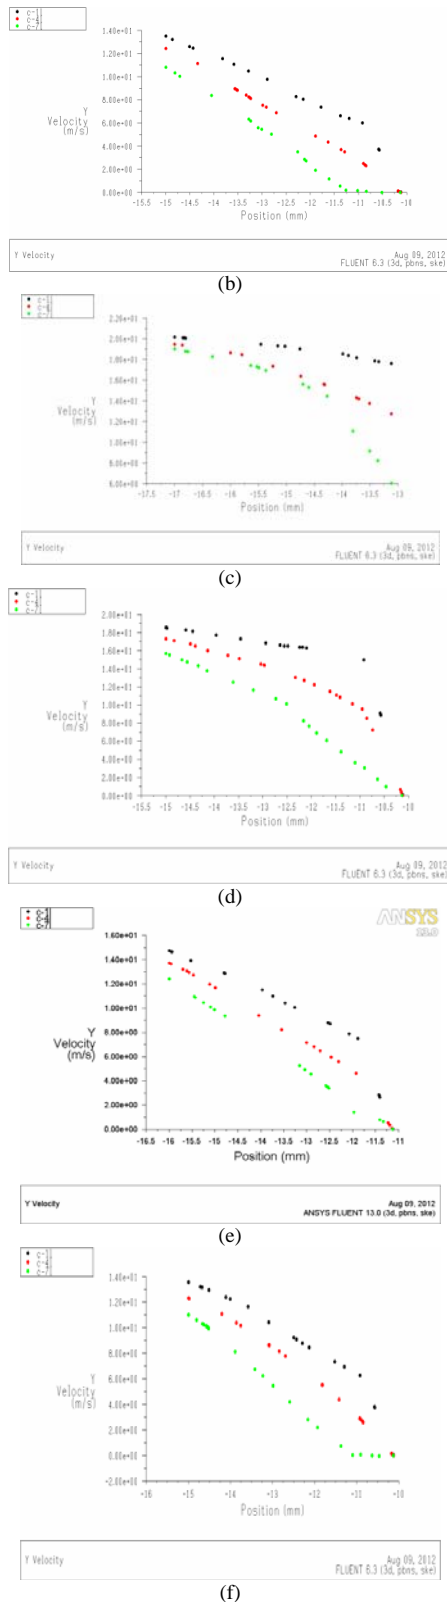 c-1
c-4
c-7
1.40e+01
1.20e+01
1.00e+01
8.00e+00
6.00e+00
4.00e+00
2.00e+00
0.00e+00
Y
Velocity
(m/s)
-15.5 -15 -14.5 -14 -13.5 -13 -12.5 -12 -11.5 -11 -10.5 -10
Position (mm)
Y Velocity
Aug 09, 2012
FLUENT 6.3 (3d, pbns, ske)
(b)
2.20e+01
2.00e+01
1.80e+01
1.60e+01
1.40e+01
1.20e+01
1.00e+01
8.00e+00
6.00e+00
Y
Velocity
(m/s)
-17.5 -17 -16.5 -16 -15.5 -15 -14.5 -14 -13.5 -13
Position (mm)
Y Velocity
Aug 09, 2012
FLUENT 6.3 (3d, pbns, ske)
(c)
2.00e+01
1.80e+01
1.60e+01
1.40e+01
1.20e+01
1.00e+01
8.00e+00
6.00e+00
4.00e+00
2.00e+00
0.00e+00
Y
Velocity
(m/s)
-15.5 -15 -14.5 -14 -13.5 -13 -12.5 -12 -11.5 -11 -10.5 -10
Position (mm)
Y Velocity
Aug 09, 2012
FLUENT 6.3 (3d, pbns, ske)
(d)
ANSYS
13.0
1.60e+01
1.40e+01
1.20e+01
1.00e+01
8.00e+00
6.00e+00
4.00e+00
2.00e+00
0.00e+00
Y
Velocity
(m/s)
-16.5 -16 -15.5 -15 -14.5 -14 -13.5 -13 -12.5 -12 -11.5 -11
Position (mm)
Y Velocity
Aug 09, 2012
ANSYS FLUENT 13.0 (3d, pbns, ske)
(e)
1.40e+01
1.20e+01
1.00e+01
8.00e+00
6.00e+00
4.00e+00
2.00e+00
0.00e+00
-2.00e+00
Y
Velocity
(m/s)
-16 -15 -14 -13 -12 -11 -10
Position (mm)
Y Velocity
Aug 09, 2012
FLUENT 6.3 (3d, pbns, ske)
(f)